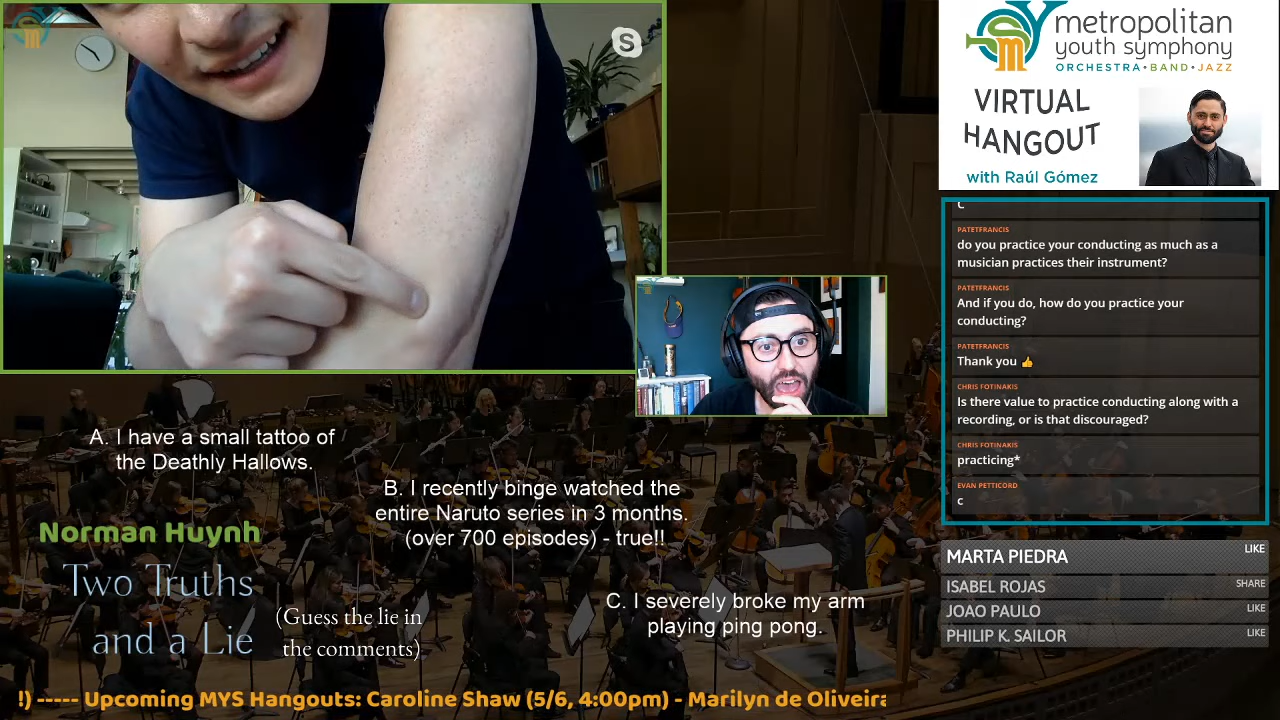 S
metropolitan
youth symphony
ORCHESTRA•BAND•JAZZ
VIRTUAL
HANGOUT
with Raúl Gómez
C
PATETFRANCIS
do you practice your conducting as much as a
musician practices their instrument?
PATETFRANCIS
And if you do, how do you practice your
conducting?
PATETFRANCIS
Thank you 👍
CHRIS FOTINAKIS
Is there value to practice conducting along with a
recording, or is that discouraged?
CHRIS FOTINAKIS
practicing*
EVAN PETTICORD
c
MARTA PIEDRA LIKE
ISABEL ROJAS SHARE
JOAO PAULO LIKE
PHILIP K. SAILOR LIKE
A. I have a small tattoo of
the Deathly Hallows.
B. I recently binge watched the
entire Naruto series in 3 months.
(over 700 episodes) - true!!
Norman Huynh
Two Truths
and a Lie
(Guess the lie in
the comments)
C. I severely broke my arm
playing ping pong.
!) ----- Upcoming MYS Hangouts: Caroline Shaw (5/6, 4:00pm) - Marilyn de Oliveira